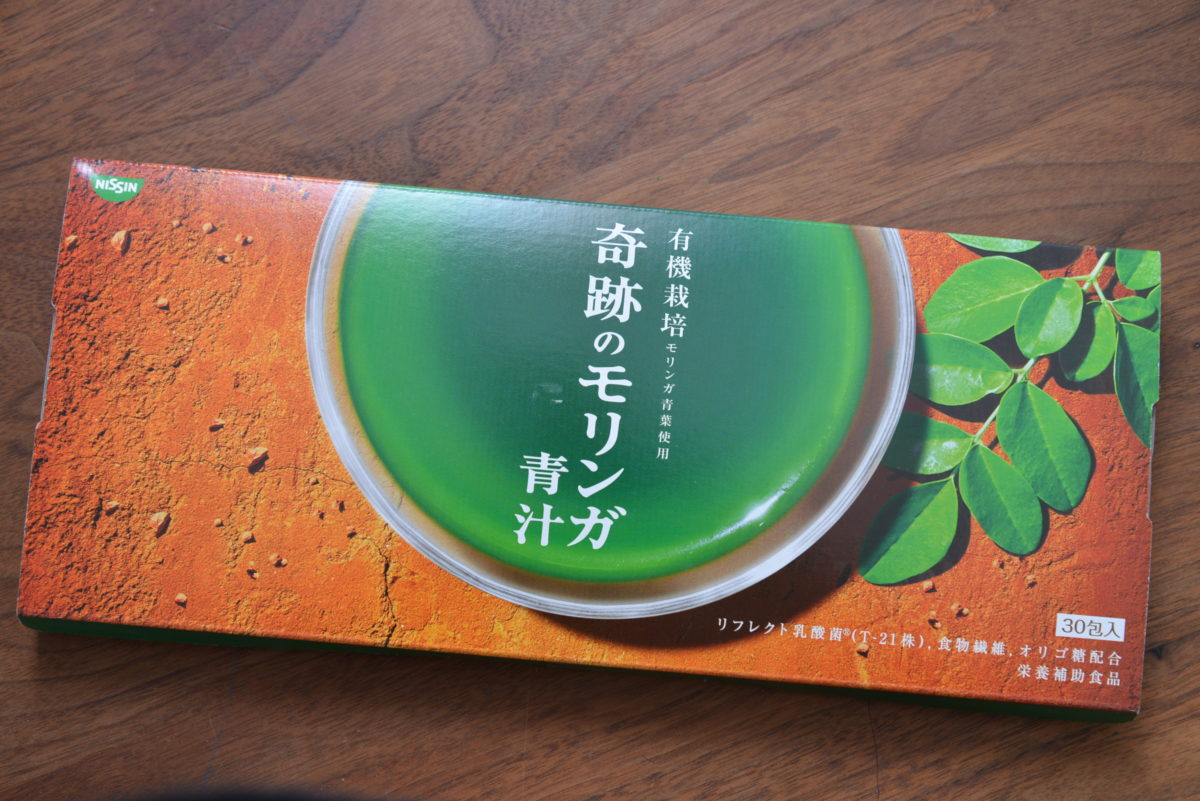 NISSIN
有機栽培モリンガ青葉使用
奇跡のモリンガ
青汁
30包入
リフレクト乳酸菌®(T-21株),食物繊維,オリゴ糖配合
栄養補助食品